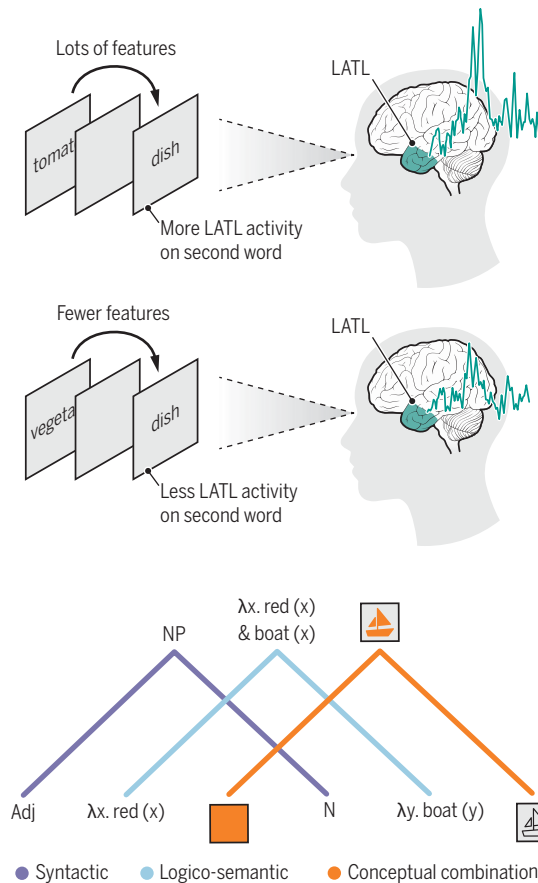 Lots of features
LATL
tomat
dish
More LATL activity
on second word
Fewer features
LATL
vegeta
dish
Less LATL activity
on second word
λx. red (x)
& boat (x)
NP
Adj
λx. red (x)
N
λy. boat (y)
Syntactic
Logico-semantic
Conceptual combination